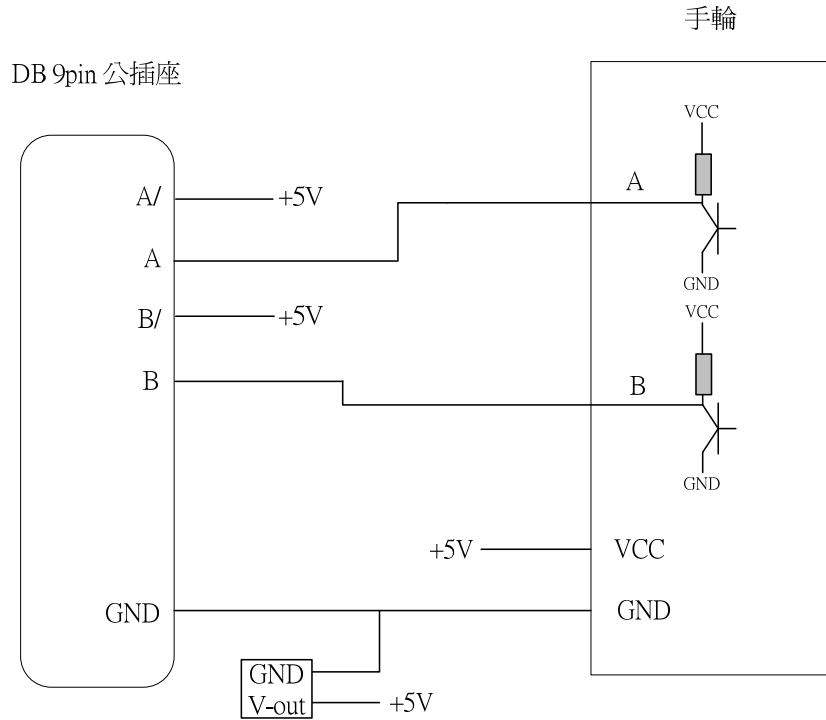 手輪
DB 9pin 公插座
VCC
A/
+5V
A
A
GND
B/
+5V
VCC
B
B
GND
+5V
VCC
GND
GND
GND
V-out
+5V